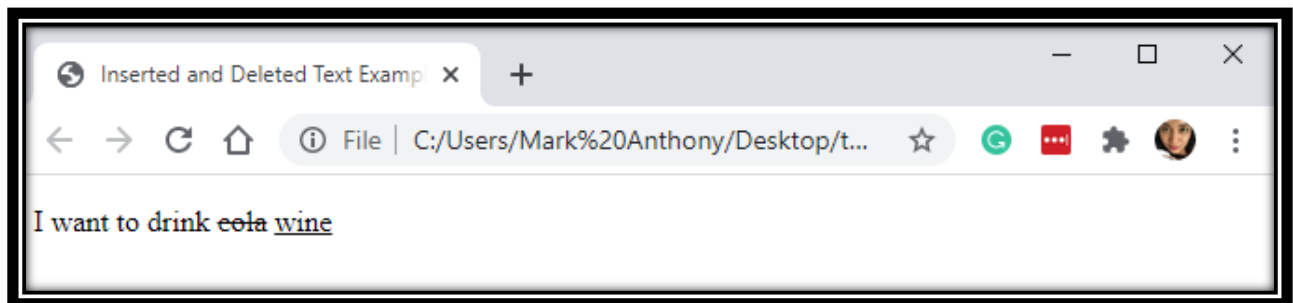 Inserted and Deleted Text Exampl
File C:/Users/Mark%20Anthony/Desktop/t...
I want to drink cola wine